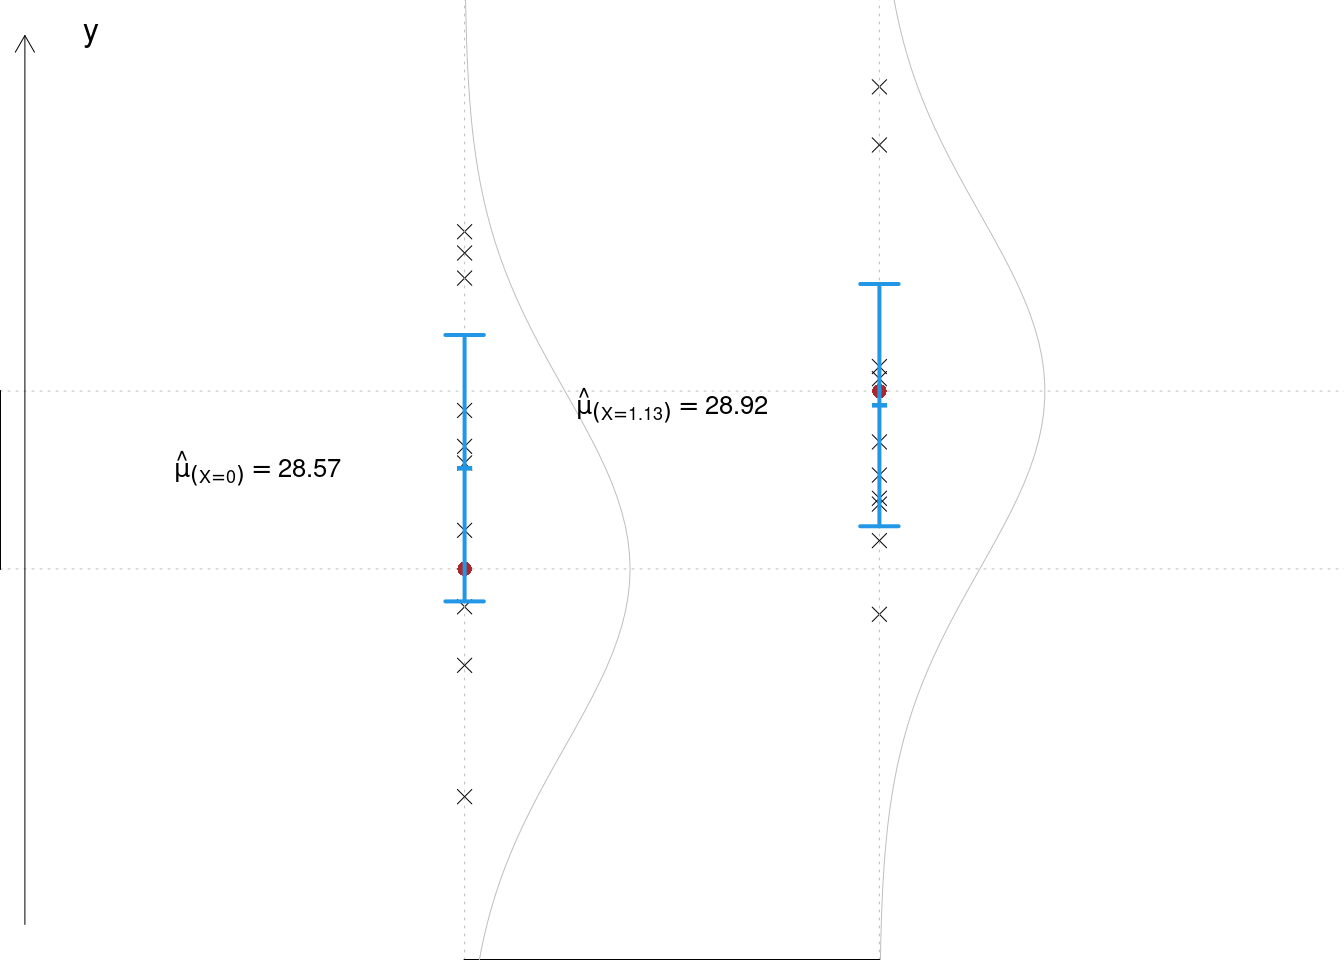 y
μ̂(X=1.13) = 28.92
μ̂(X=0) = 28.57